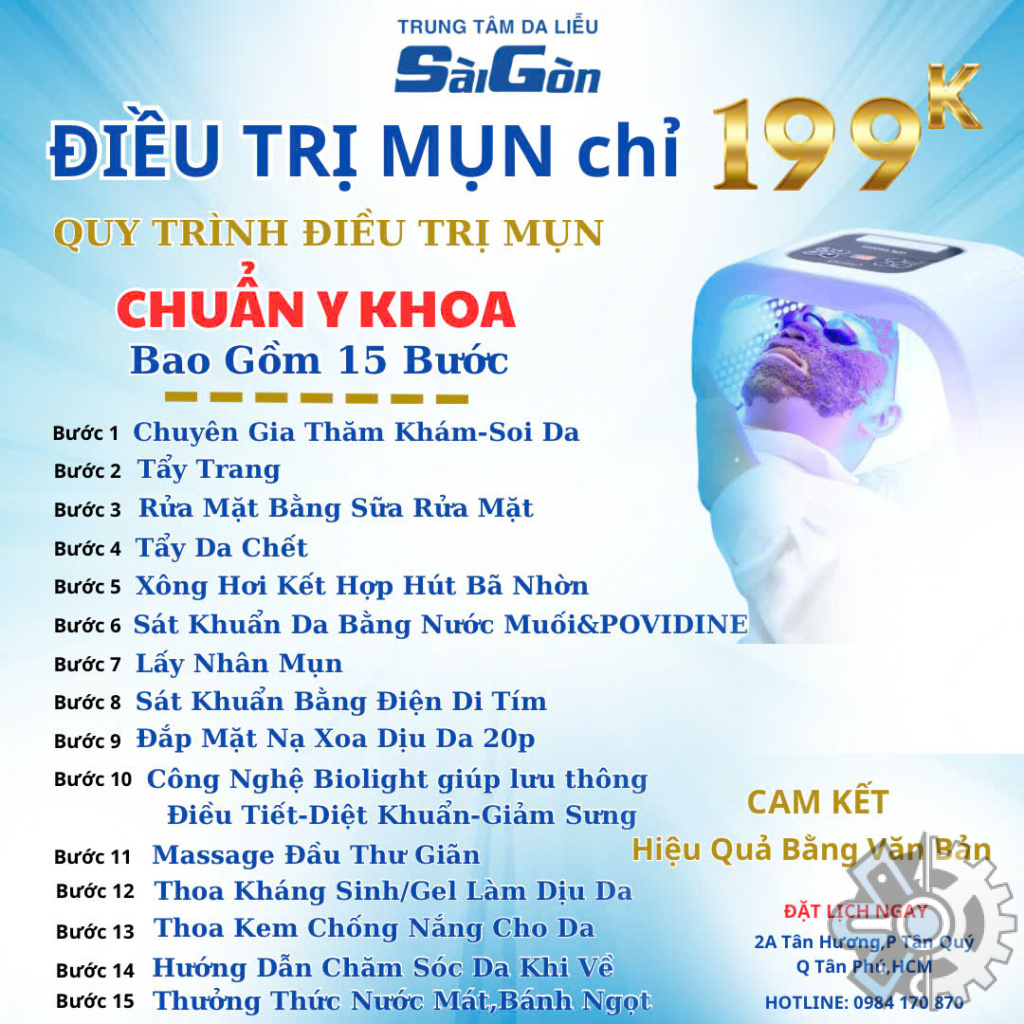 TRUNG TÂM DA LIỄU
SàiGòn
ĐIỀU TRỊ MỤN chỉ 199K
QUY TRÌNH ĐIỀU TRỊ MỤN
CHUẨN Y KHOA
Bao Gồm 15 Bước
Bước 1 Chuyên Gia Thăm Khám-Soi Da
Bước 2 Tẩy Trang
Bước 3 Rửa Mặt Bằng Sữa Rửa Mặt
Bước 4 Tẩy Da Chết
Bước 5 Xông Hơi Kết Hợp Hút Bã Nhờn
Bước 6 Sát Khuẩn Da Bằng Nước Muối&POVIDINE
Bước 7 Lấy Nhân Mụn
Bước 8 Sát Khuẩn Bằng Điện Di Tím
Bước 9 Đắp Mặt Nạ Xoa Dịu Da 20p
Bước 10 Công Nghệ Biolight giúp lưu thông
Điều Tiết-Diệt Khuẩn-Giảm Sưng
Bước 11 Massage Đầu Thư Giãn
Bước 12 Thoa Kháng Sinh/Gel Làm Dịu Da
Bước 13 Thoa Kem Chống Nắng Cho Da
Bước 14 Hướng Dẫn Chăm Sóc Da Khi Về
Bước 15 Thưởng Thức Nước Mát,Bánh Ngọt
CAM KẾT
Hiệu Quả Bằng Văn Bản
ĐẶT LỊCH NGAY
2A Tân Hương,P Tân Quý
Q Tân Phú,HCM
HOTLINE: 0984 170 870